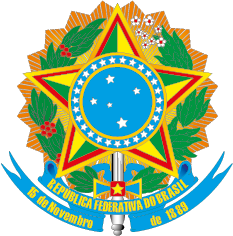 REPÚBLICA FEDERATIVA DO BRASIL
15 de Novembro de 1889